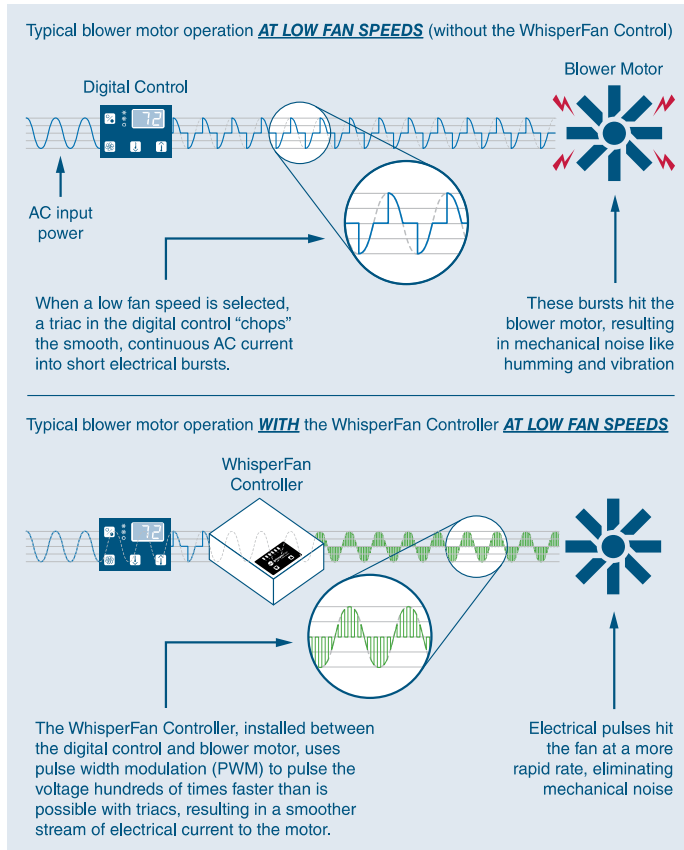 Typical blower motor operation AT LOW FAN SPEEDS (without the WhisperFan Control)
Digital Control
Blower Motor
72
AC input
power
When a low fan speed is selected,
a triac in the digital control “chops”
the smooth, continuous AC current
into short electrical bursts.
These bursts hit the
blower motor, resulting
in mechanical noise like
humming and vibration
Typical blower motor operation WITH the WhisperFan Controller AT LOW FAN SPEEDS
WhisperFan
Controller
72
The WhisperFan Controller, installed between
the digital control and blower motor, uses
pulse width modulation (PWM) to pulse the
voltage hundreds of times faster than is
possible with triacs, resulting in a smoother
stream of electrical current to the motor.
Electrical pulses hit
the fan at a more
rapid rate, eliminating
mechanical noise